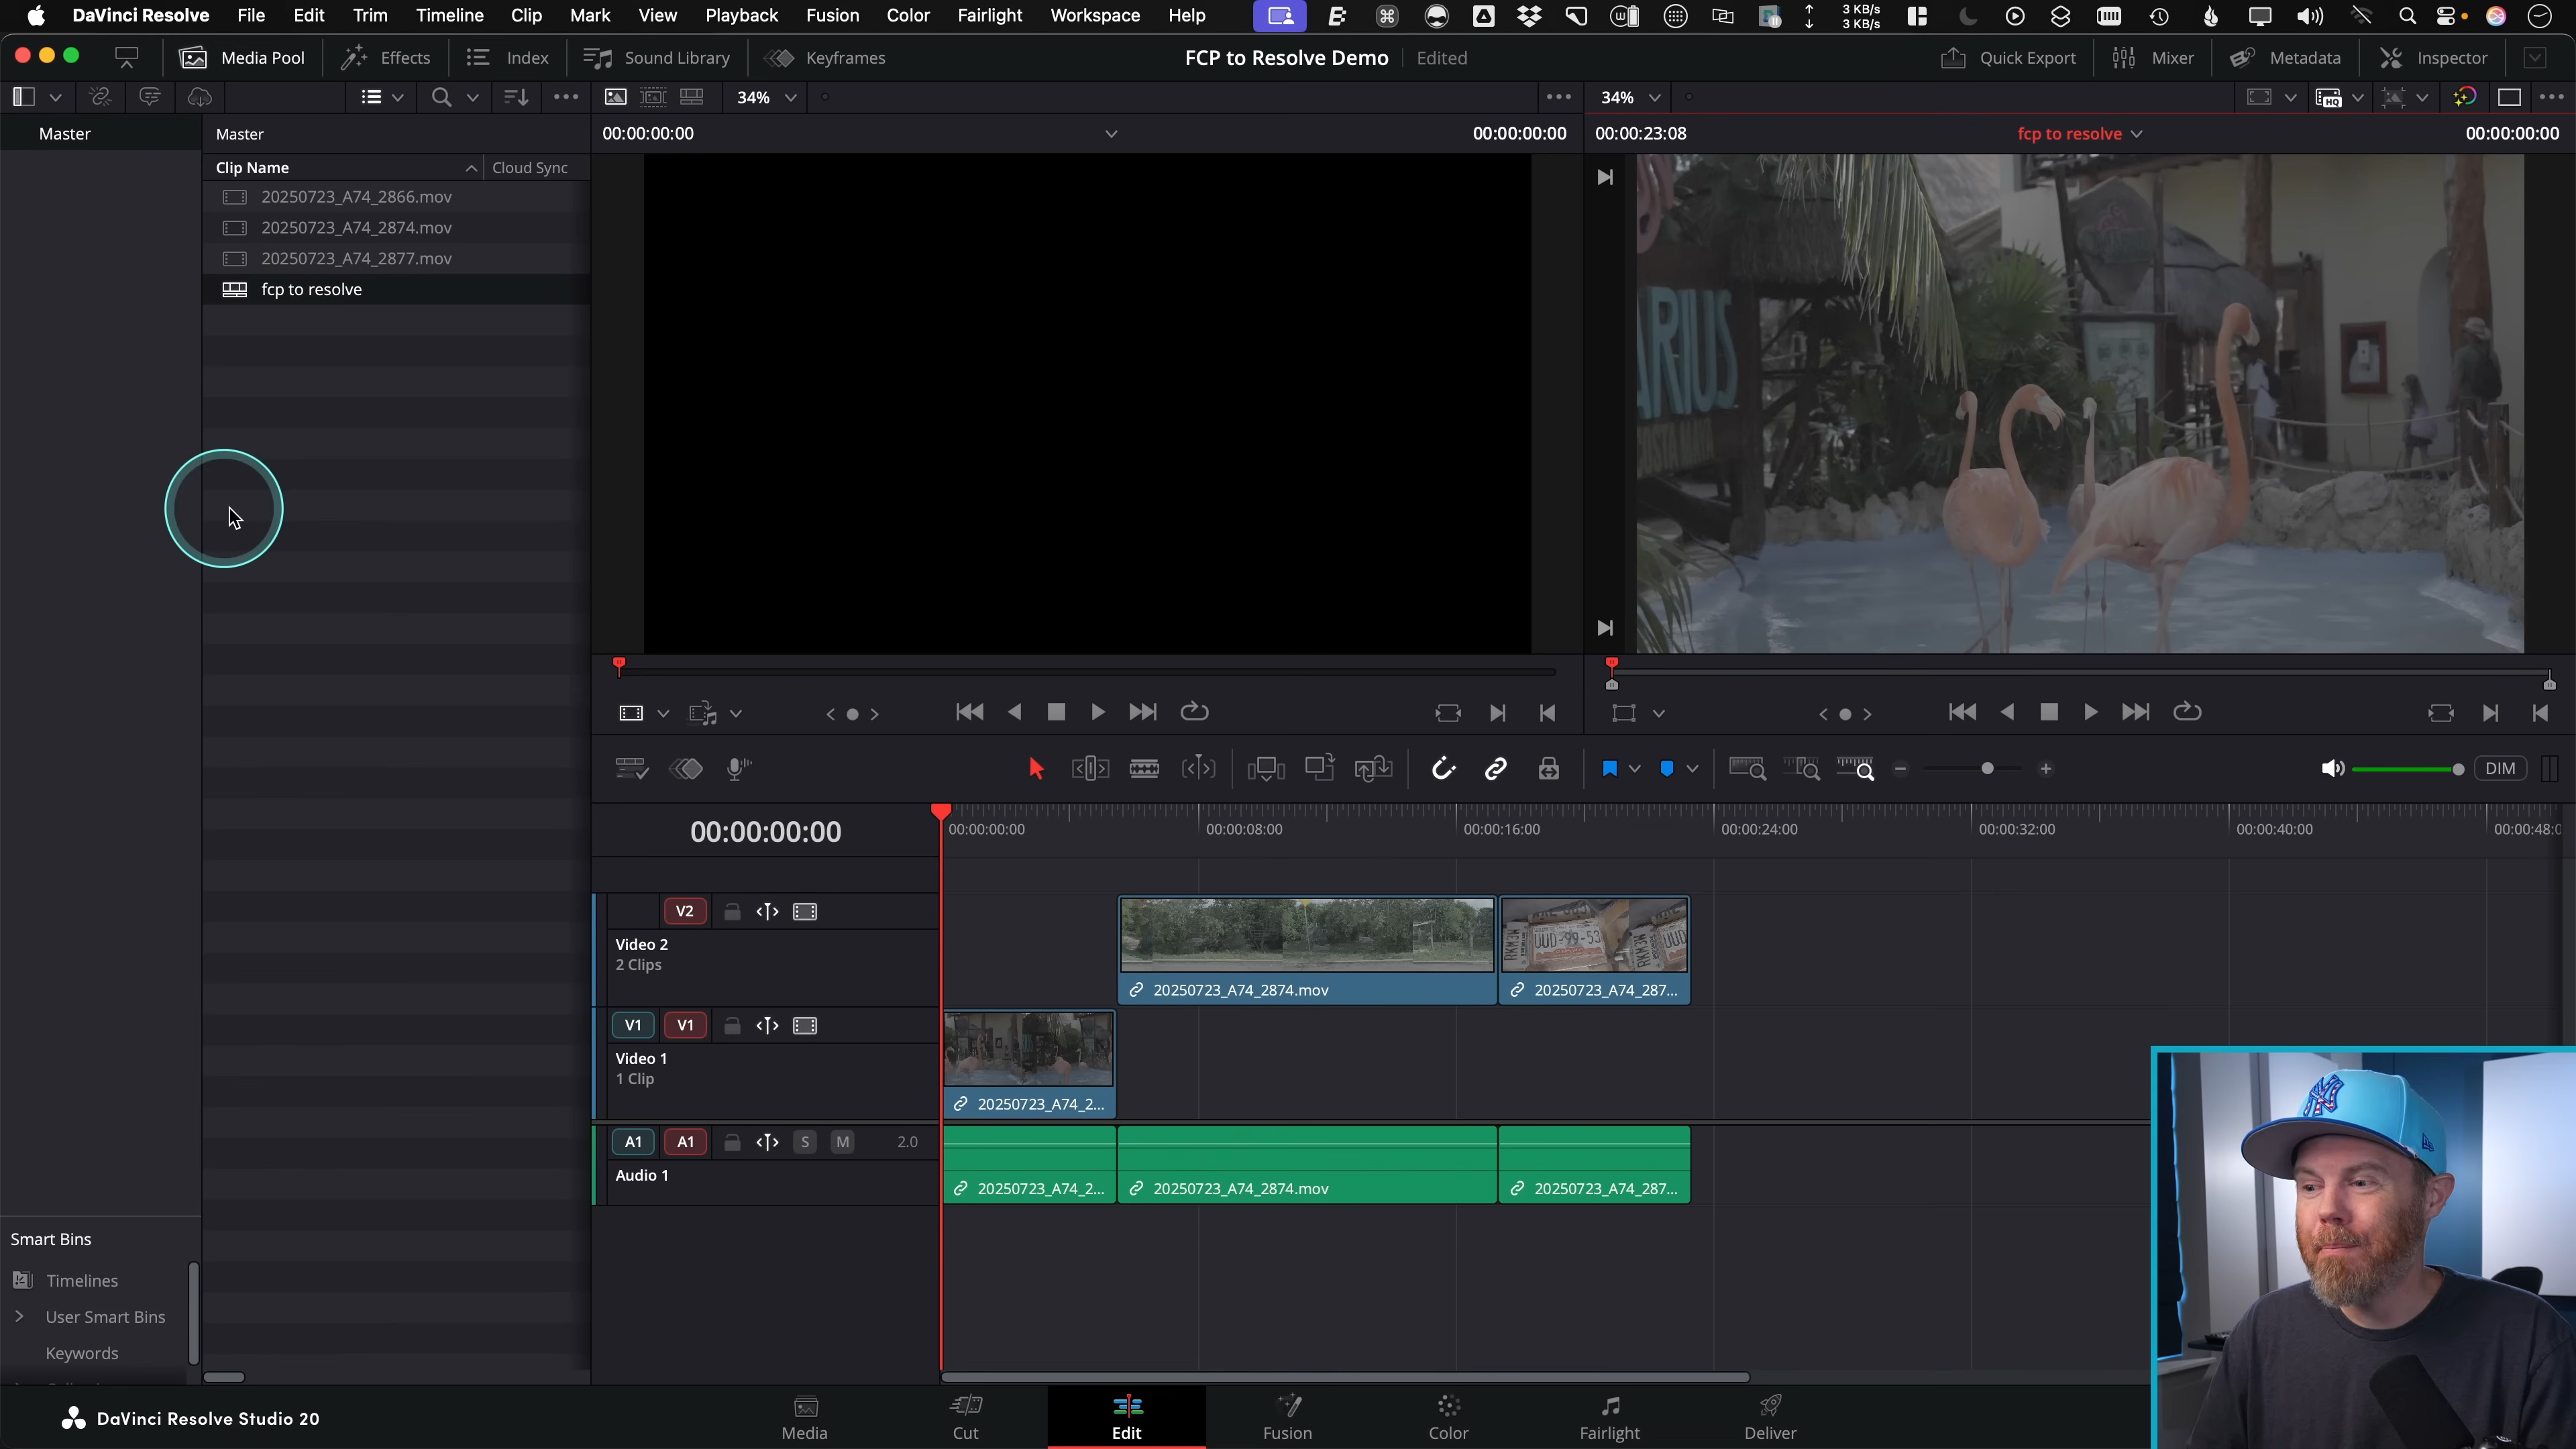 DaVinci Resolve File Edit Trim Timeline Clip Mark View Playback Fusion Color Fairlight Workspace Help
3 KB/s
3 KB/s
Media Pool Effects Index Sound Library Keyframes FCP to Resolve Demo Edited Quick Export Mixer Metadata Inspector
34% 34%
Master Master 00:00:00:00 00:00:00:00 00:00:23:08 fcp to resolve 00:00:00:00
Clip Name Cloud Sync
20250723_A74_2866.mov
20250723_A74_2874.mov
20250723_A74_2877.mov
fcp to resolve
ARIUS
DIM
00:00:00:00
00:00:00:00 00:00:08:00 00:00:16:00 00:00:24:00 00:00:32:00 00:00:40:00 00:00:48:0
V2
Video 2
2 Clips
UUD-99-53
20250723_A74_2874.mov 20250723_A74_287...
V1 V1
Video 1
1 Clip
20250723_A74_2...
A1 A1 S M 2.0
Audio 1
20250723_A74_2... 20250723_A74_2874.mov 20250723_A74_287...
Smart Bins
Timelines
User Smart Bins
Keywords
NY
DaVinci Resolve Studio 20
Media Cut Edit Fusion Color Fairlight Deliver